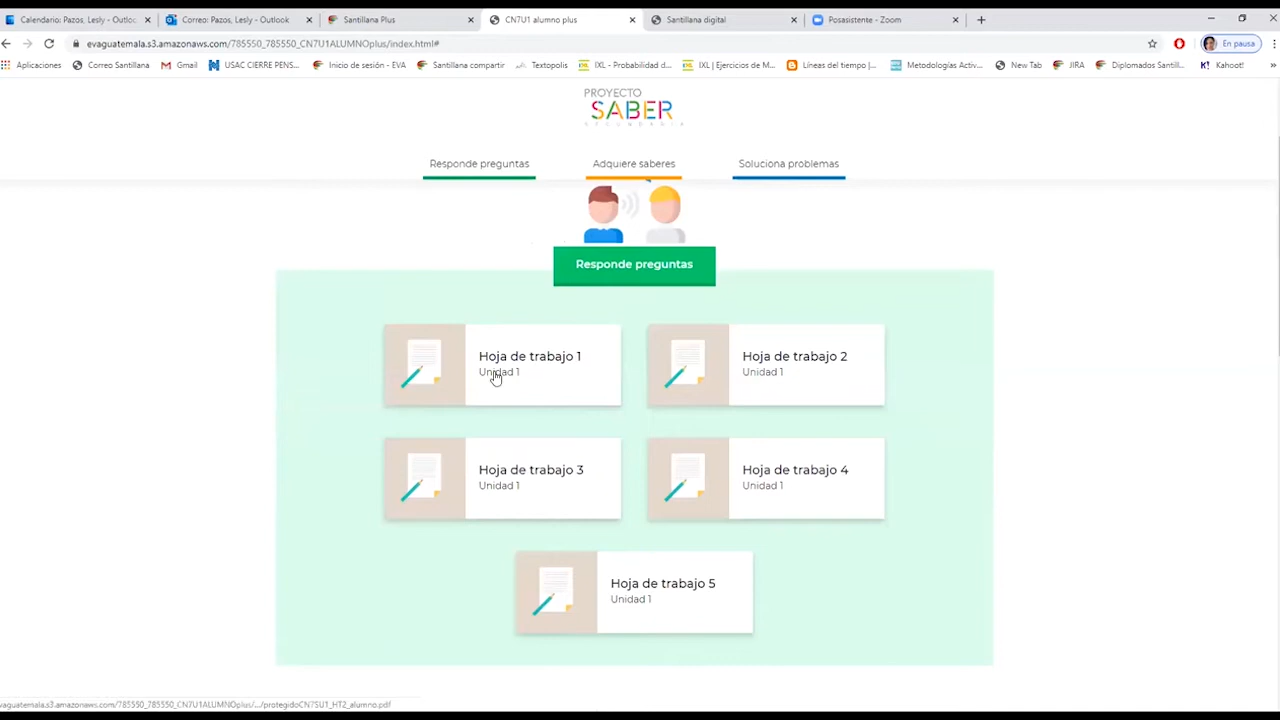 Calendario: Pazos, Lesly - Outloo
Correo: Pazos, Lesly - Outlook
Santillana Plus
CN7U1 alumno plus
Santillana digital
Posasistente - Zoom
evaguatemala.s3.amazonaws.com/785550_785550_CN7U1ALUMNOplus/index.html#
En pausa
Aplicaciones
Correo Santillana
Gmail
USAC CIERRE PENS...
Inicio de sesión - EVA
Santillana compartir
Textopolis
IXL - Probabilidad d...
IXL | Ejercicios de M...
Líneas del tiempo |...
Metodologías Activ...
New Tab
JIRA
Diplomados Santill...
Kahoot!
PROYECTO
SABER
Responde preguntas
Adquiere saberes
Soluciona problemas
Responde preguntas
Hoja de trabajo 1
Unidad 1
Hoja de trabajo 2
Unidad 1
Hoja de trabajo 3
Unidad 1
Hoja de trabajo 4
Unidad 1
Hoja de trabajo 5
Unidad 1